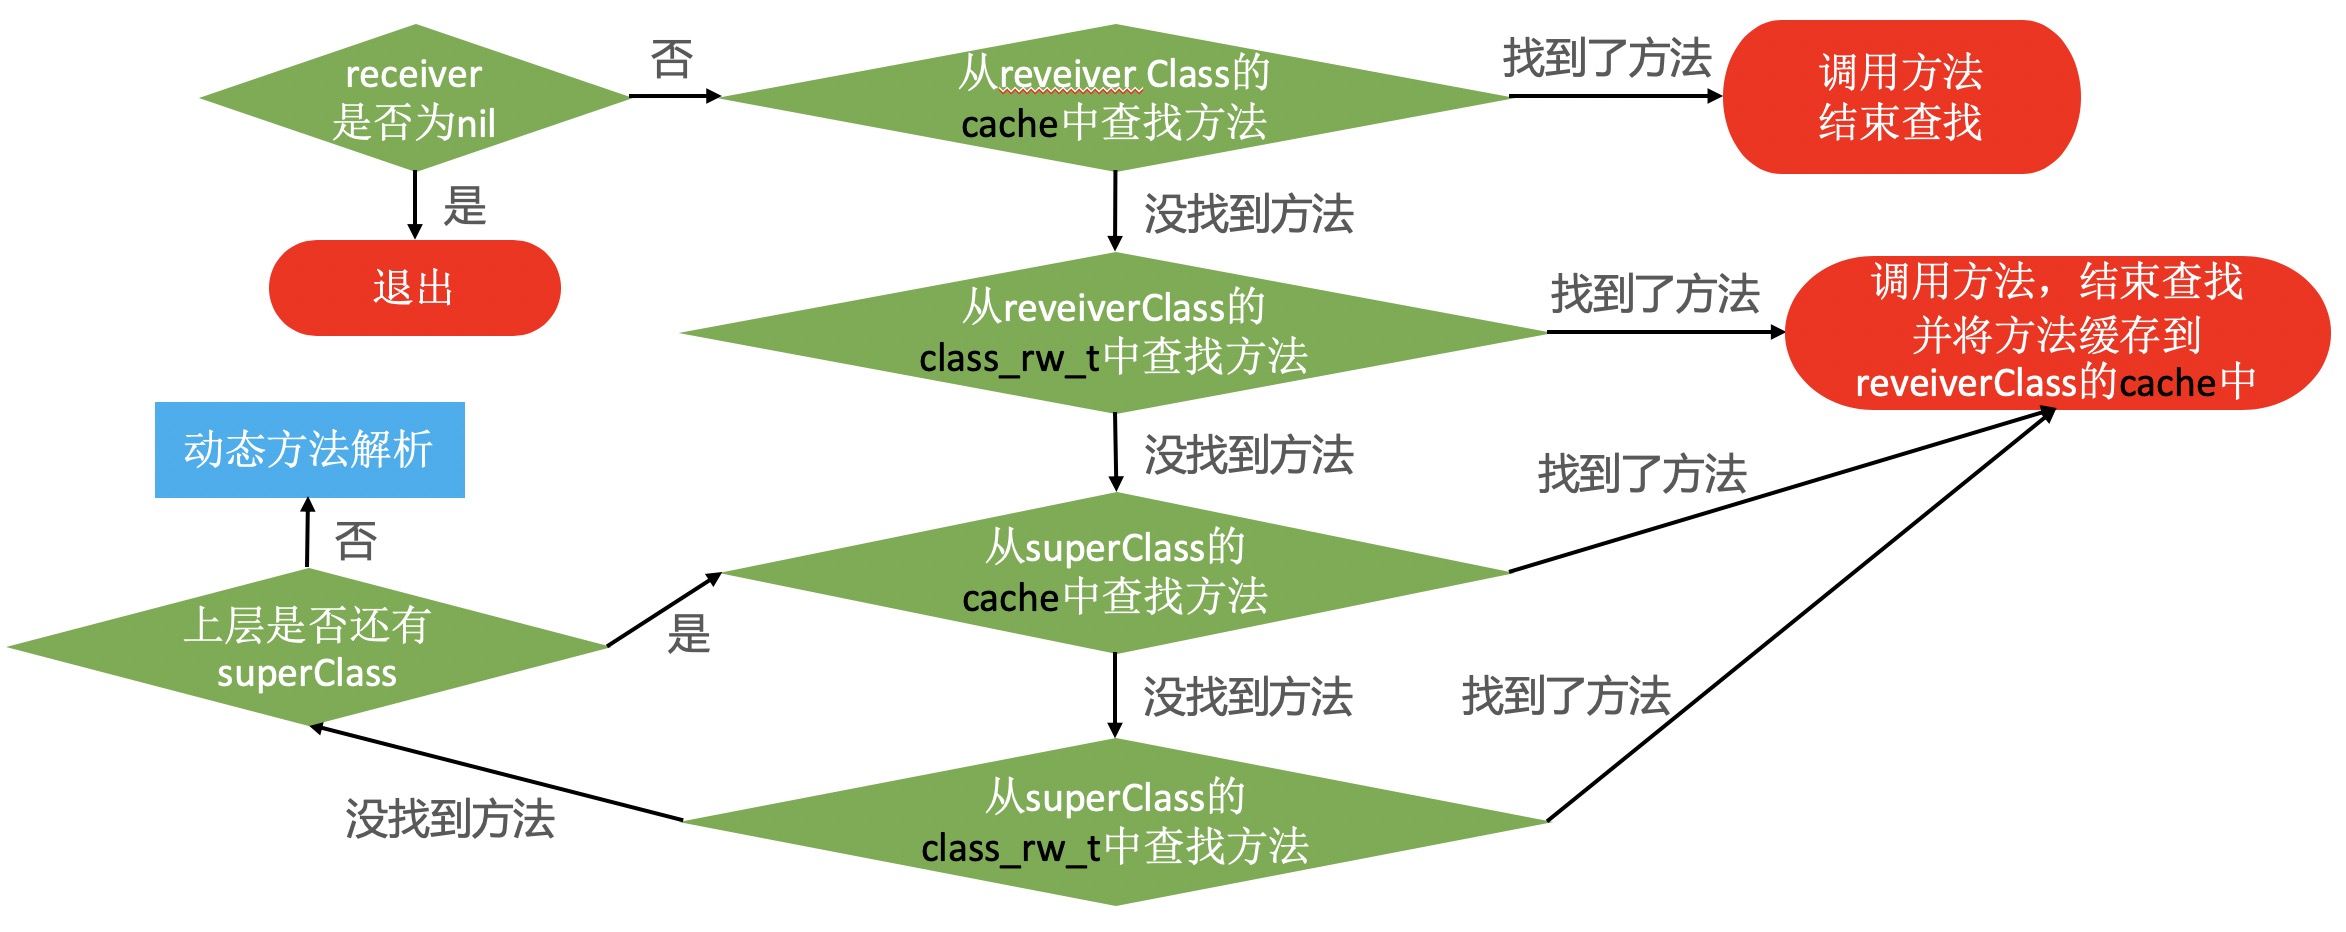 receiver
是否为nil
否
从reveiver Class的
cache中查找方法
找到了方法
调用方法
结束查找
是
退出
没找到方法
从reveiverClass的
class_rw_t中查找方法
找到了方法
调用方法，结束查找
并将方法缓存到
reveiverClass的cache中
没找到方法
动态方法解析
否
从superClass的
cache中查找方法
找到了方法
上层是否还有
superClass
是
没找到方法
找到了方法
从superClass的
class_rw_t中查找方法
没找到方法